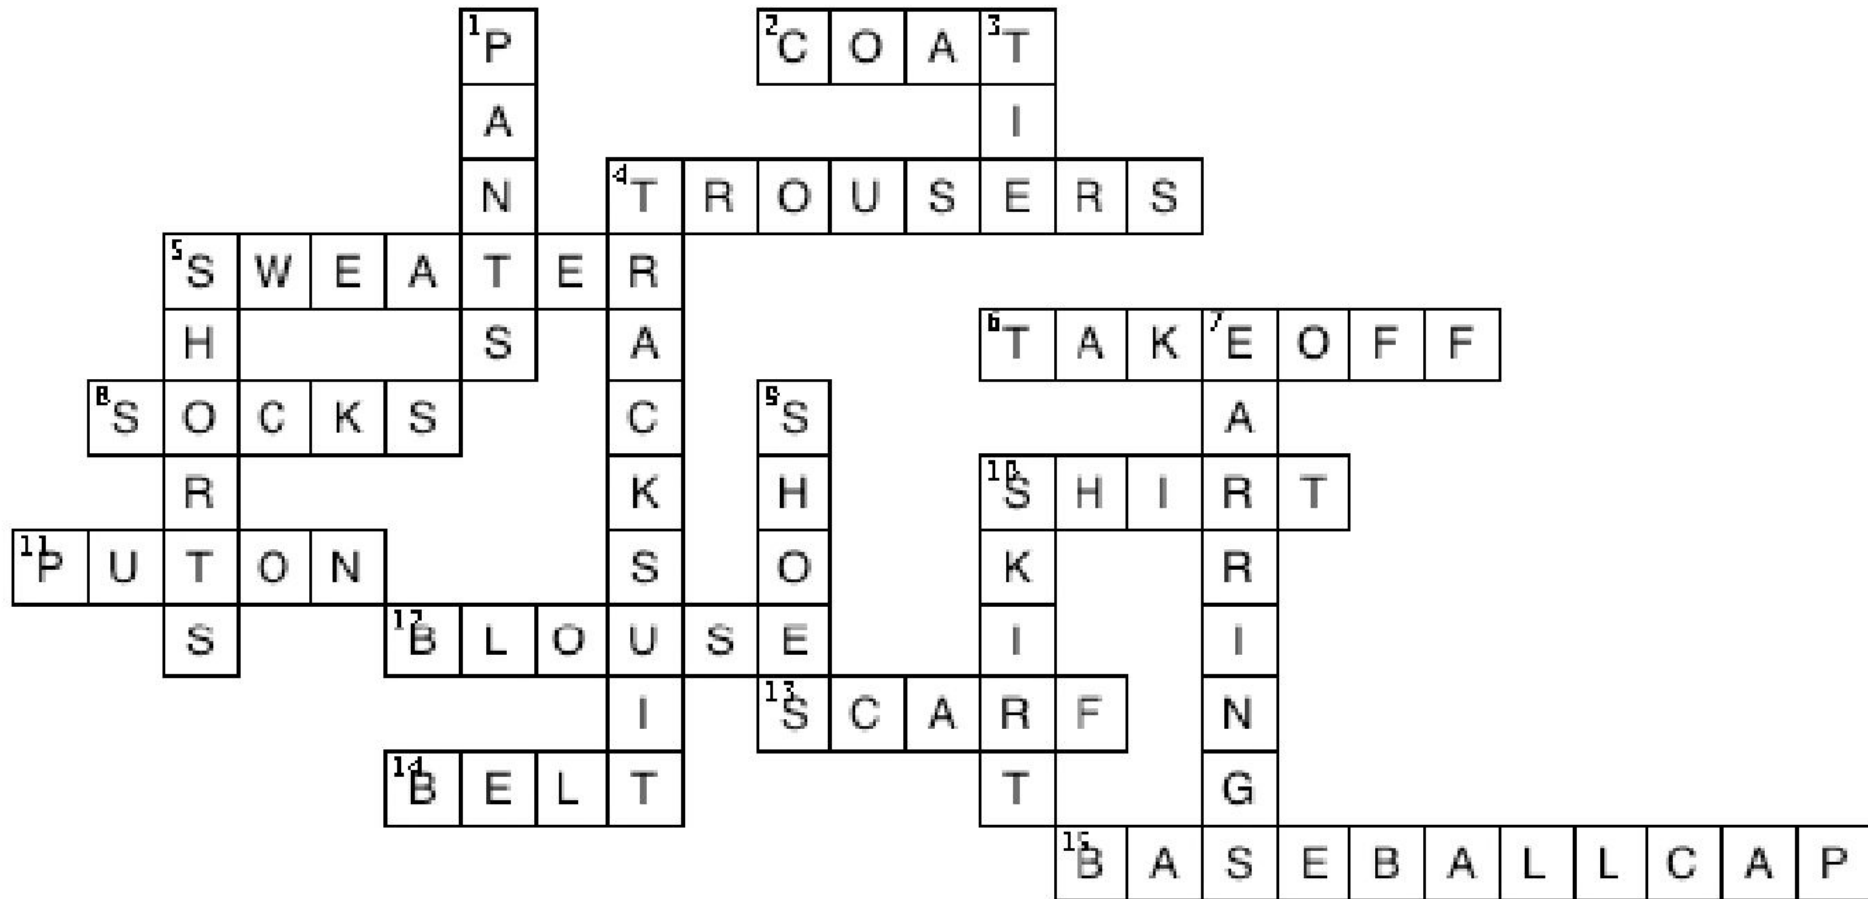 1P 2C O A 3T
A I
N 4T R O U S E R S
5S W E A T E R
H S A 6T A K 7E O F F
8S O C K S C 9S A
R K H 10S H I R T
11P U T O N S O K R
S 12B L O U S E I I
I 13S C A R F N
14B E L T T G
15B A S E B A L L C A P